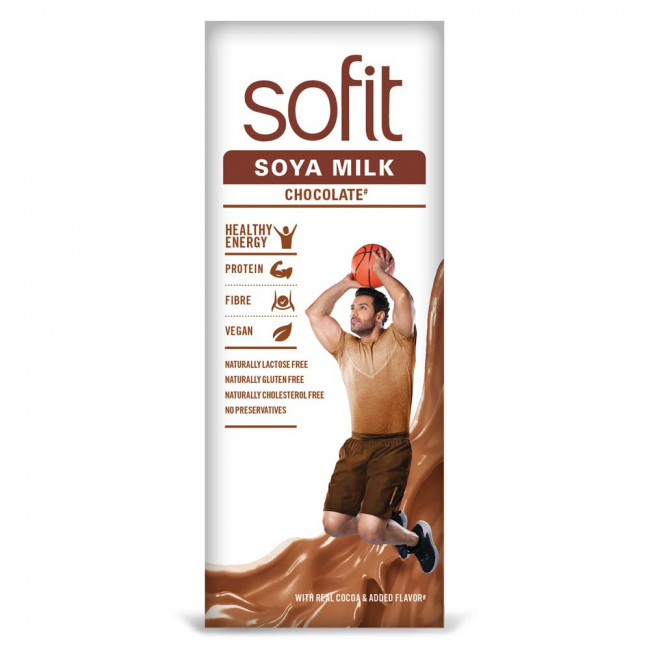 sofit
SOYA MILK
CHOCOLATE#
HEALTHY
ENERGY
PROTEIN
FIBRE
VEGAN
NATURALLY LACTOSE FREE
NATURALLY GLUTEN FREE
NATURALLY CHOLESTEROL FREE
NO PRESERVATIVES
WITH REAL COCOA & ADDED FLAVOR#